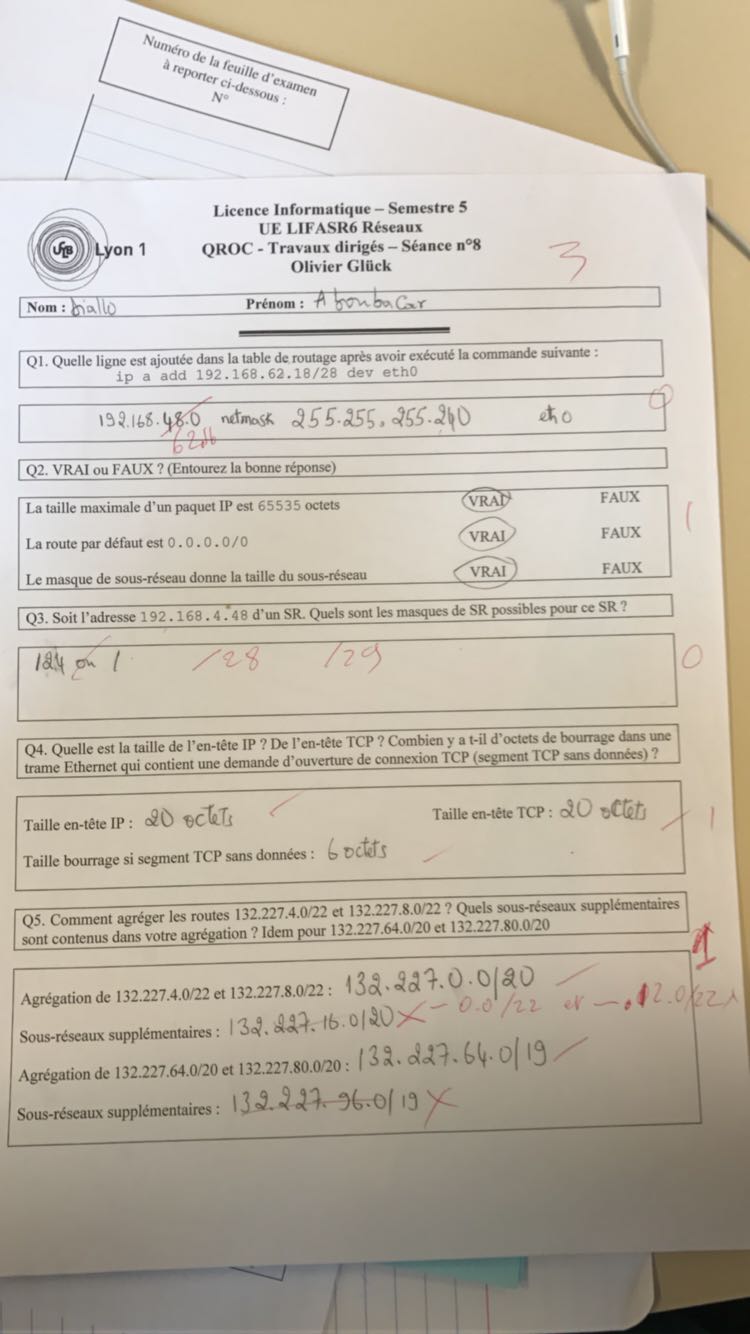 Numéro de la feuille d'examen
à reporter ci-dessous :
N°
Licence Informatique – Semestre 5
UE LIFASR6 Réseaux
QROC - Travaux dirigés – Séance n°8
Olivier Glück
Lyon 1
3
Nom : Diallo Prénom : Aboubacar
Q1. Quelle ligne est ajoutée dans la table de routage après avoir exécuté la commande suivante :
ip a add 192.168.62.18/28 dev eth0
192.168.48.0 netmask 255.255.255.240 eth0
0
62.16
Q2. VRAI ou FAUX ? (Entourez la bonne réponse)
La taille maximale d'un paquet IP est 65535 octets VRAI FAUX
1
La route par défaut est 0.0.0.0/0 VRAI FAUX
Le masque de sous-réseau donne la taille du sous-réseau VRAI FAUX
Q3. Soit l'adresse 192.168.4.48 d'un SR. Quels sont les masques de SR possibles pour ce SR ?
ou /28 /29
0
Q4. Quelle est la taille de l'en-tête IP ? De l'en-tête TCP ? Combien y a t-il d'octets de bourrage dans une
trame Ethernet qui contient une demande d'ouverture de connexion TCP (segment TCP sans données) ?
Taille en-tête IP : 20 octets Taille en-tête TCP : 20 octets
1
Taille bourrage si segment TCP sans données : 6 octets
Q5. Comment agréger les routes 132.227.4.0/22 et 132.227.8.0/22 ? Quels sous-réseaux supplémentaires
sont contenus dans votre agrégation ? Idem pour 132.227.64.0/20 et 132.227.80.0/20
1
Agrégation de 132.227.4.0/22 et 132.227.8.0/22 : 132.227.0.0/20
Sous-réseaux supplémentaires : 132.227.16.0/20 – 0.0/22 et – .12.0/22
Agrégation de 132.227.64.0/20 et 132.227.80.0/20 : 132.227.64.0/19
Sous-réseaux supplémentaires : 132.227.96.0/19